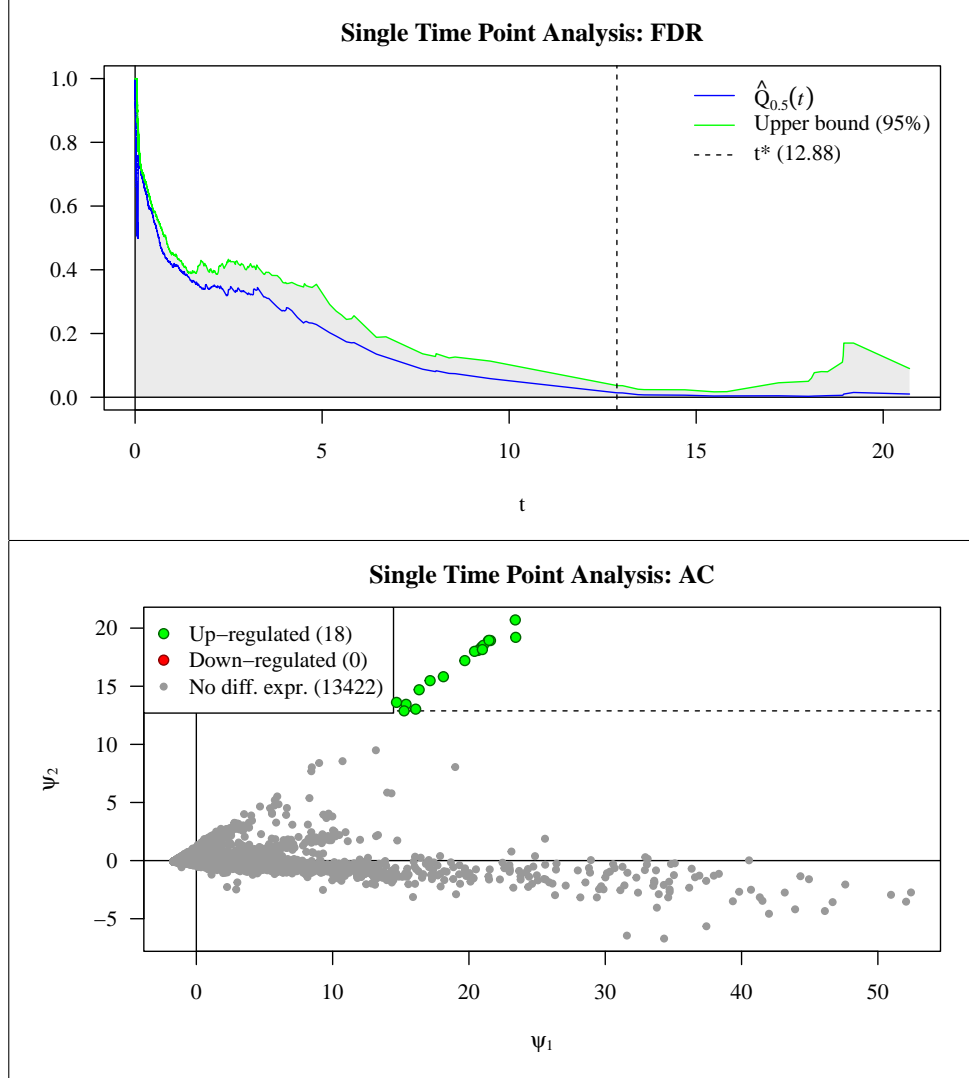 Single Time Point Analysis: FDR
1.0
0.8
0.6
0.4
0.2
0.0
Q̂0.5(t)
Upper bound (95%)
t* (12.88)
0 5 10 15 20
t
Single Time Point Analysis: AC
Up−regulated (18)
Down−regulated (0)
No diff. expr. (13422)
20
15
10
5
0
−5
ψ2
0 10 20 30 40 50
ψ1